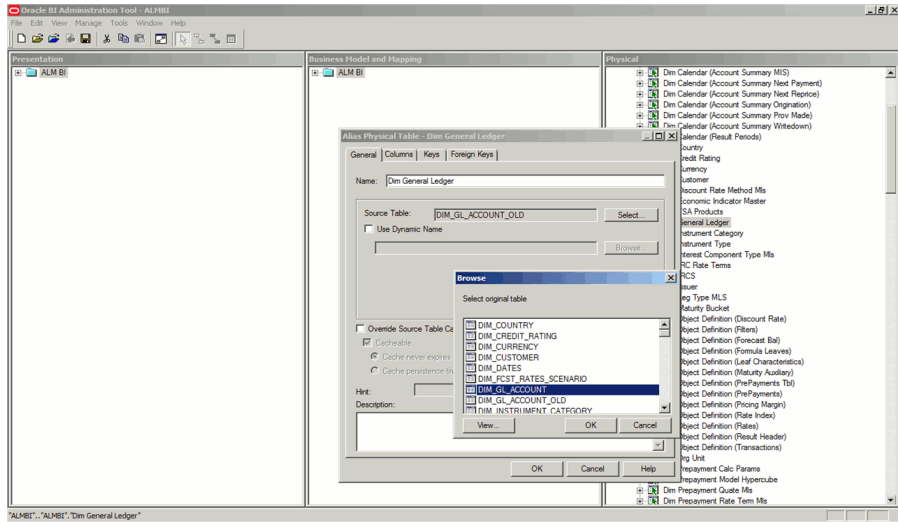 Oracle BI Administration Tool - ALMBI
File Edit View Manage Tools Window Help
Presentation
ALM BI
Business Model and Mapping
ALM BI
Physical
Dim Calendar (Account Summary MIS)
Dim Calendar (Account Summary Next Payment)
Dim Calendar (Account Summary Next Reprice)
Dim Calendar (Account Summary Origination)
Dim Calendar (Account Summary Prov Made)
Dim Calendar (Account Summary Writedown)
Calendar (Result Periods)
Country
redit Rating
urrency
ustomer
iscount Rate Method Mls
conomic Indicator Master
SA Products
eneral Ledger
nstrument Category
nstrument Type
nterest Component Type Mls
RC Rate Terms
RCS
ssuer
eg Type MLS
aturity Bucket
bject Definition (Discount Rate)
bject Definition (Filters)
bject Definition (Forecast Bal)
bject Definition (Formula Leaves)
bject Definition (Leaf Characteristics)
bject Definition (Maturity Auxiliary)
bject Definition (PrePayments Tbl)
bject Definition (PrePayments)
bject Definition (Pricing Margin)
bject Definition (Rate Index)
bject Definition (Rates)
bject Definition (Result Header)
bject Definition (Transactions)
rg Unit
repayment Calc Params
repayment Model Hypercube
Dim Prepayment Quate Mls
Dim Prepayment Rate Term Mls
Alias Physical Table - Dim General Ledger
General Columns Keys Foreign Keys
Name: Dim General Ledger
Source Table: DIM_GL_ACCOUNT_OLD Select...
Use Dynamic Name
Browse...
Override Source Table Ca
Cacheable
Cache never expires
Cache persistence
Hint:
Description:
OK Cancel Help
Browse
Select original table
DIM_COUNTRY
DIM_CREDIT_RATING
DIM_CURRENCY
DIM_CUSTOMER
DIM_DATES
DIM_FCST_RATES_SCENARIO
DIM_GL_ACCOUNT
DIM_GL_ACCOUNT_OLD
DIM_INSTRUMENT_CATEGORY
View... OK Cancel
"ALMBI".."ALMBI"."Dim General Ledger"